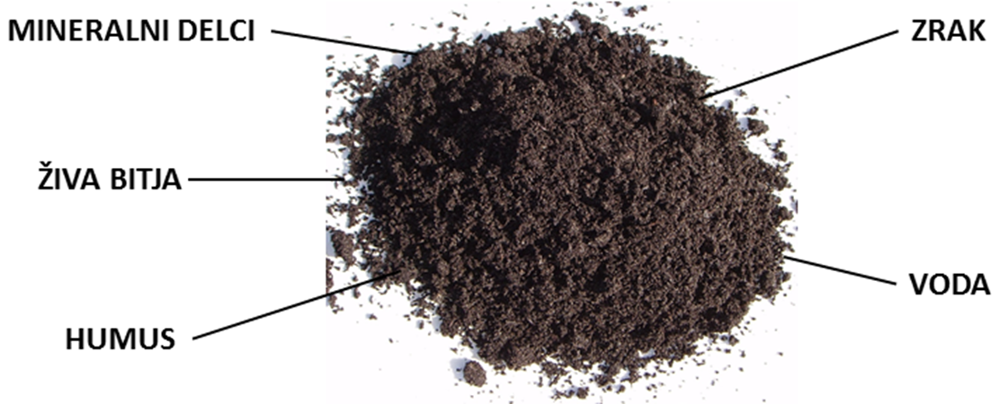 MINERALNI DELCI
ZRAK
ŽIVA BITJA
VODA
HUMUS